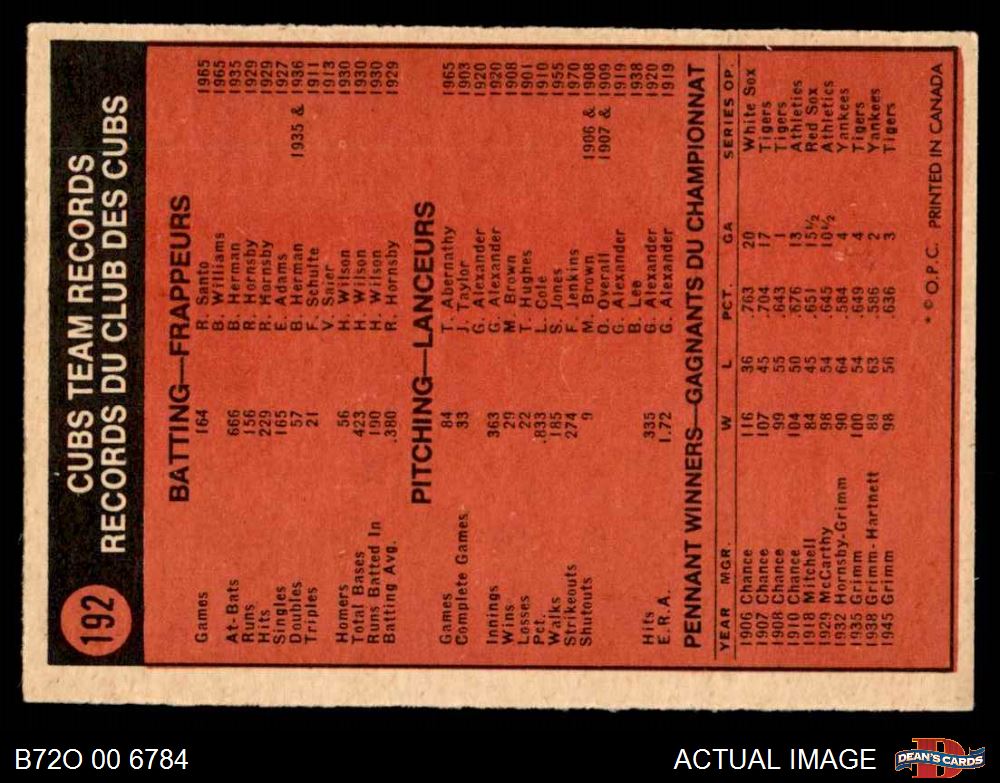 192
CUBS TEAM RECORDS
RECORDS DU CLUB DES CUBS
BATTING—FRAPPEURS
Games 164 R. Santo 1965
B. Williams 1965
At-Bats 666 B. Herman 1935
Runs 156 R. Hornsby 1929
Hits 229 R. Hornsby 1929
Singles 165 E. Adams 1927
Doubles 57 B. Herman 1935 & 1936
Triples 21 F. Schulte 1911
V. Saier 1913
Homers 56 H. Wilson 1930
Total Bases 423 H. Wilson 1930
Runs Batted In 190 H. Wilson 1930
Batting Avg. .380 R. Hornsby 1929
PITCHING—LANCEURS
Games 84 T. Abernathy 1965
Complete Games 33 J. Taylor 1903
G. Alexander 1920
Innings 363 G. Alexander 1920
Wins 29 M. Brown 1908
Losses 22 T. Hughes 1901
Pct. .833 L. Cole 1910
Walks 185 S. Jones 1955
Strikeouts 274 F. Jenkins 1970
Shutouts 9 M. Brown 1906 & 1908
O. Overall 1907 & 1909
G. Alexander 1919
B. Lee 1938
Hits 335 G. Alexander 1920
E.R.A. 1.72 G. Alexander 1919
PENNANT WINNERS—GAGNANTS DU CHAMPIONNAT
YEAR MGR. W L PCT. GA SERIES OP.
1906 Chance 116 36 .763 20 White Sox
1907 Chance 107 45 .704 17 Tigers
1908 Chance 99 55 .643 1 Tigers
1910 Chance 104 50 .676 13 Athletics
1918 Mitchell 84 45 .651 15½ Red Sox
1929 McCarthy 98 54 .645 10½ Athletics
1932 Hornsby-Grimm 90 64 .584 4 Yankees
1935 Grimm 100 54 .649 4 Tigers
1938 Grimm-Hartnett 89 63 .586 2 Yankees
1945 Grimm 98 56 .636 3 Tigers
* © O.P.C. PRINTED IN CANADA
B72O 00 6784
ACTUAL IMAGE
D
DEAN'S CARDS